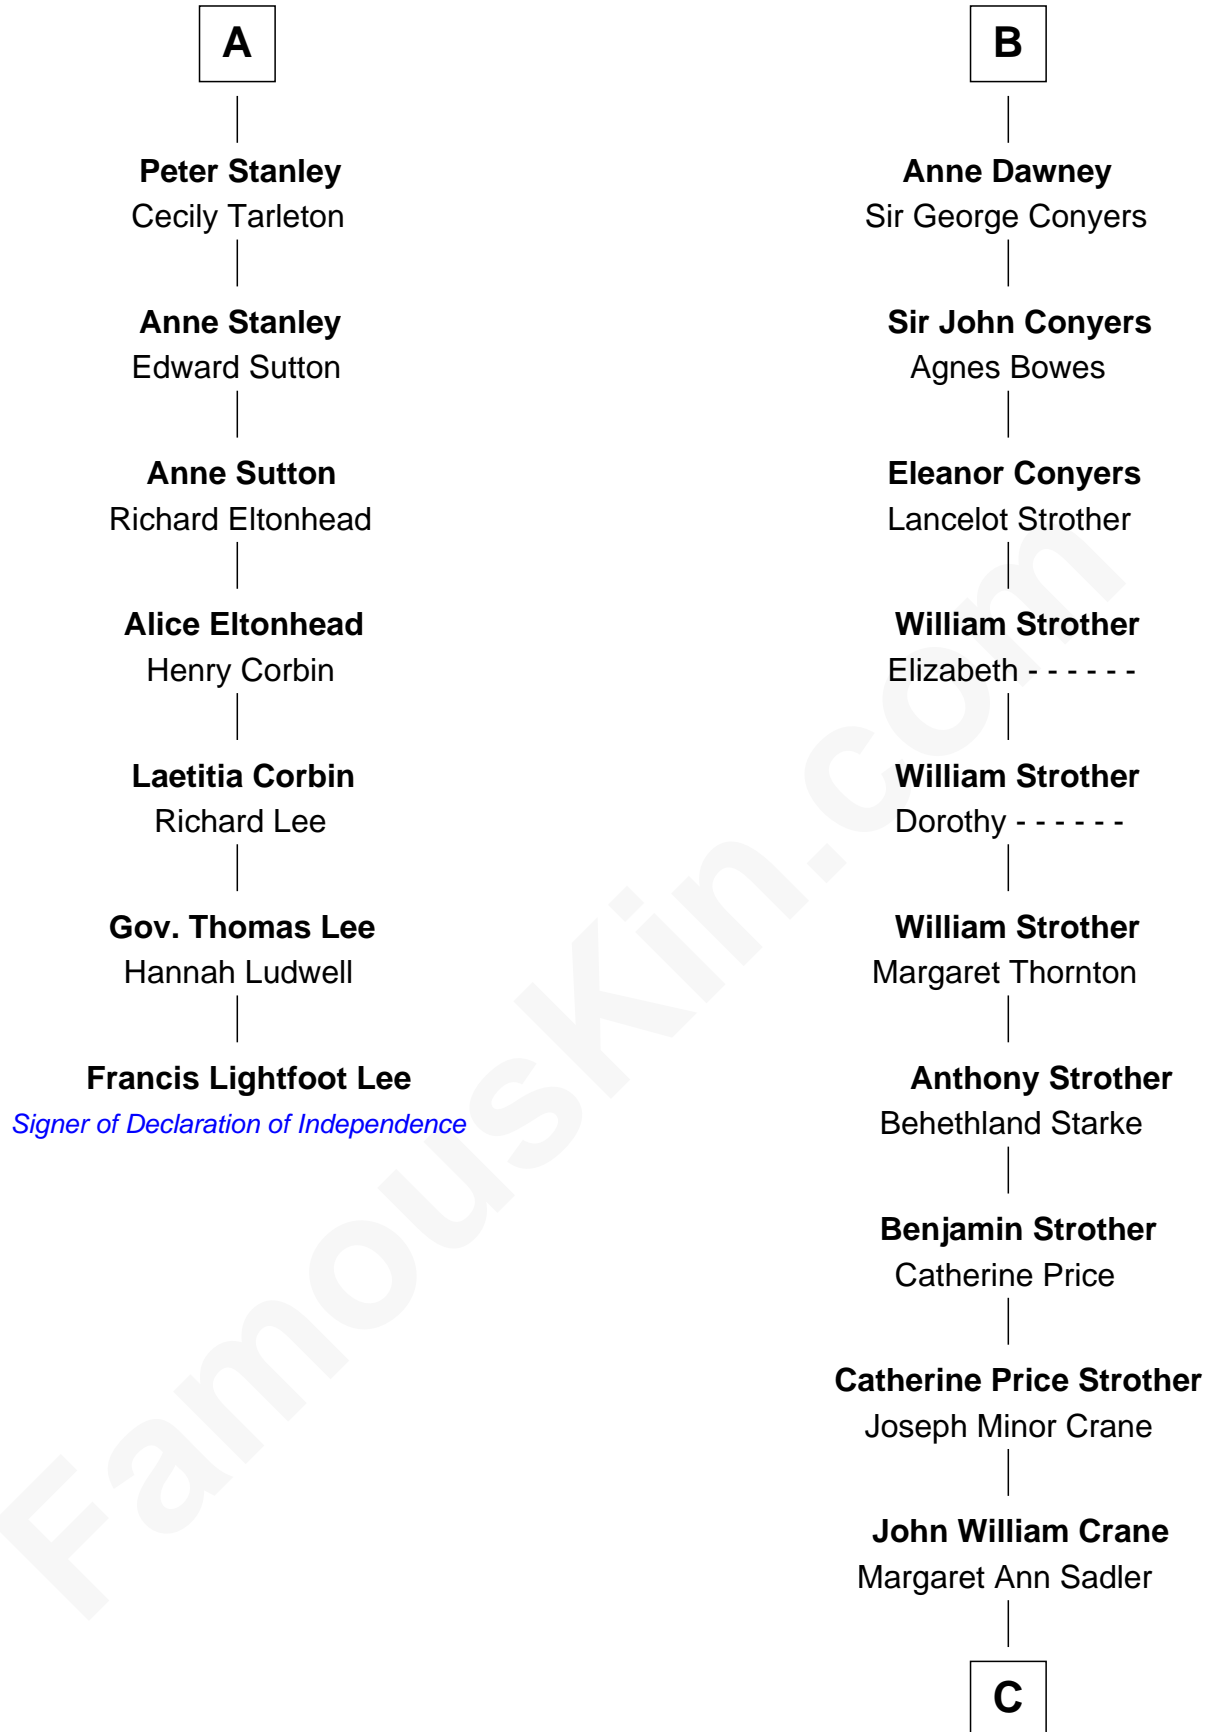 A
Peter Stanley
Cecily Tarleton
Anne Stanley
Edward Sutton
Anne Sutton
Richard Eltonhead
Alice Eltonhead
Henry Corbin
Laetitia Corbin
Richard Lee
Gov. Thomas Lee
Hannah Ludwell
Francis Lightfoot Lee
Signer of Declaration of Independence
B
Anne Dawney
Sir George Conyers
Sir John Conyers
Agnes Bowes
Eleanor Conyers
Lancelot Strother
William Strother
Elizabeth - - - - - -
William Strother
Dorothy - - - - - -
William Strother
Margaret Thornton
Anthony Strother
Behethland Starke
Benjamin Strother
Catherine Price
Catherine Price Strother
Joseph Minor Crane
John William Crane
Margaret Ann Sadler
C
FamousKin.com